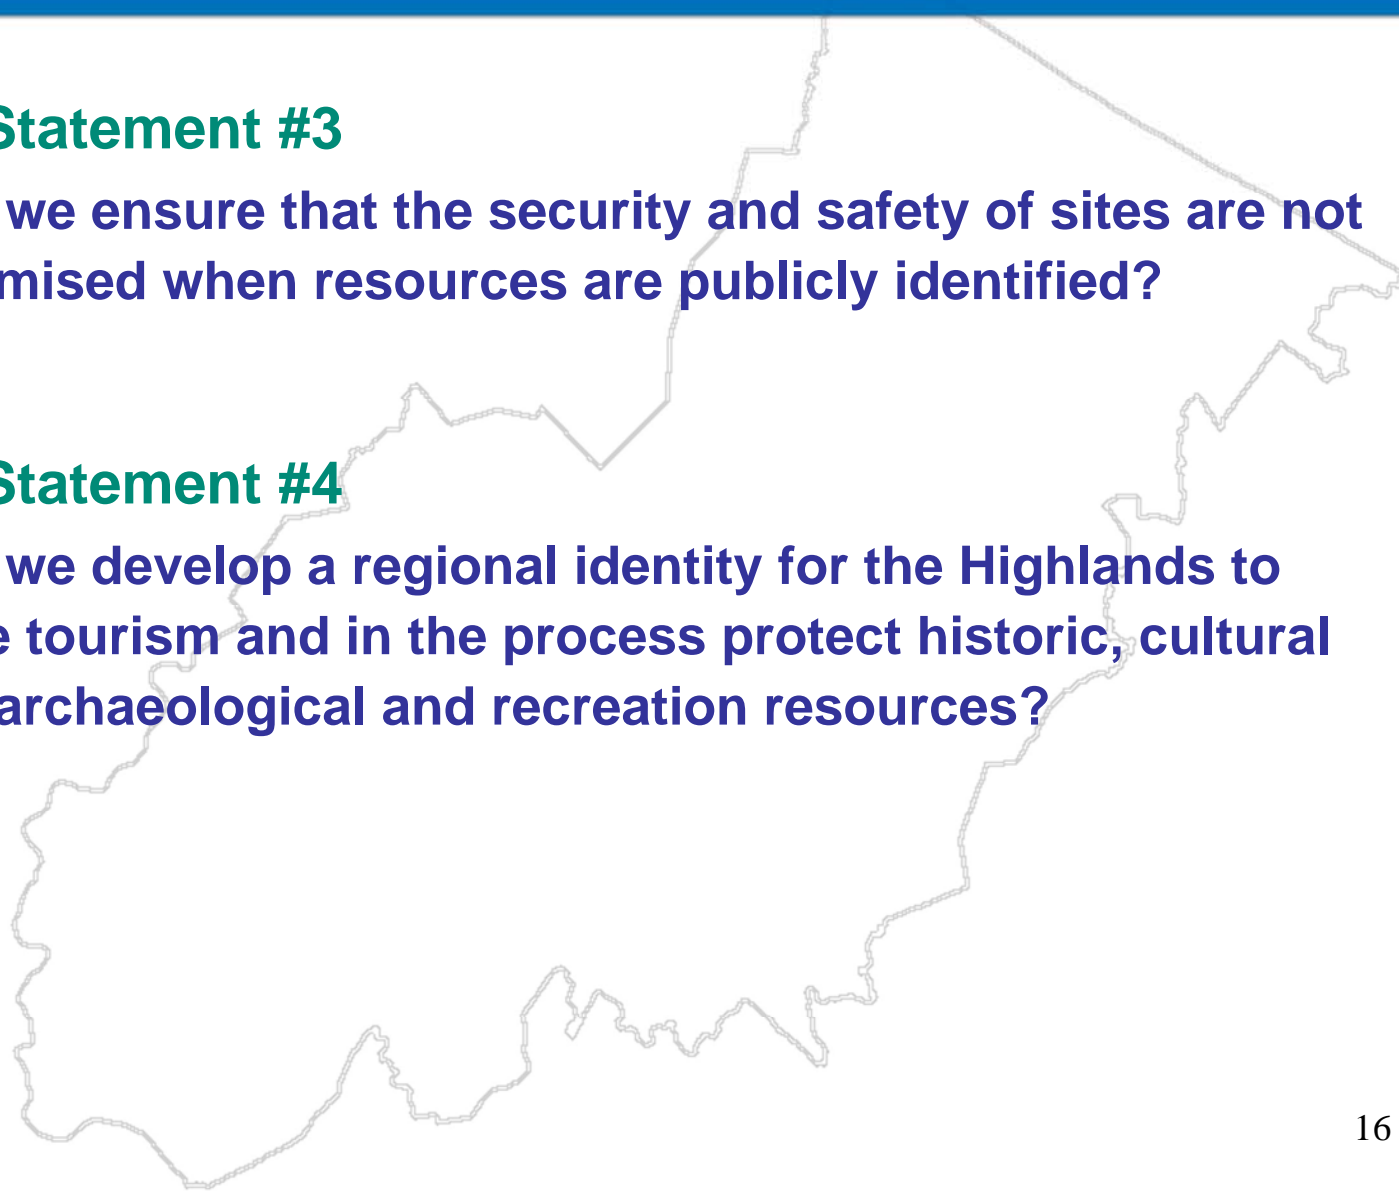 Statement #3
we ensure that the security and safety of sites are not
mised when resources are publicly identified?
Statement #4
we develop a regional identity for the Highlands to
e tourism and in the process protect historic, cultural
archaeological and recreation resources?
16